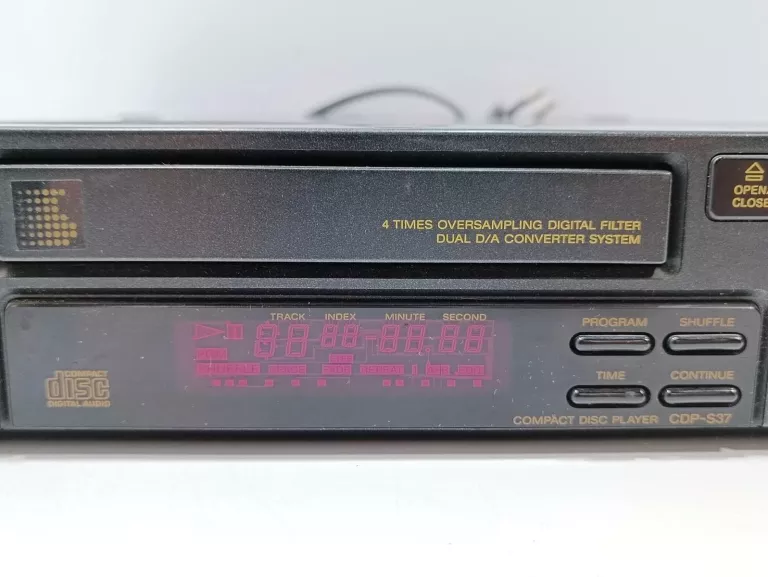 4 TIMES OVERSAMPLING DIGITAL FILTER
DUAL D/A CONVERTER SYSTEM
OPEN/
CLOSE
TRACK INDEX MINUTE SECOND
PROGRAM SHUFFLE
COMPACT
disc
DIGITAL AUDIO
TIME CONTINUE
COMPACT DISC PLAYER CDP-S37